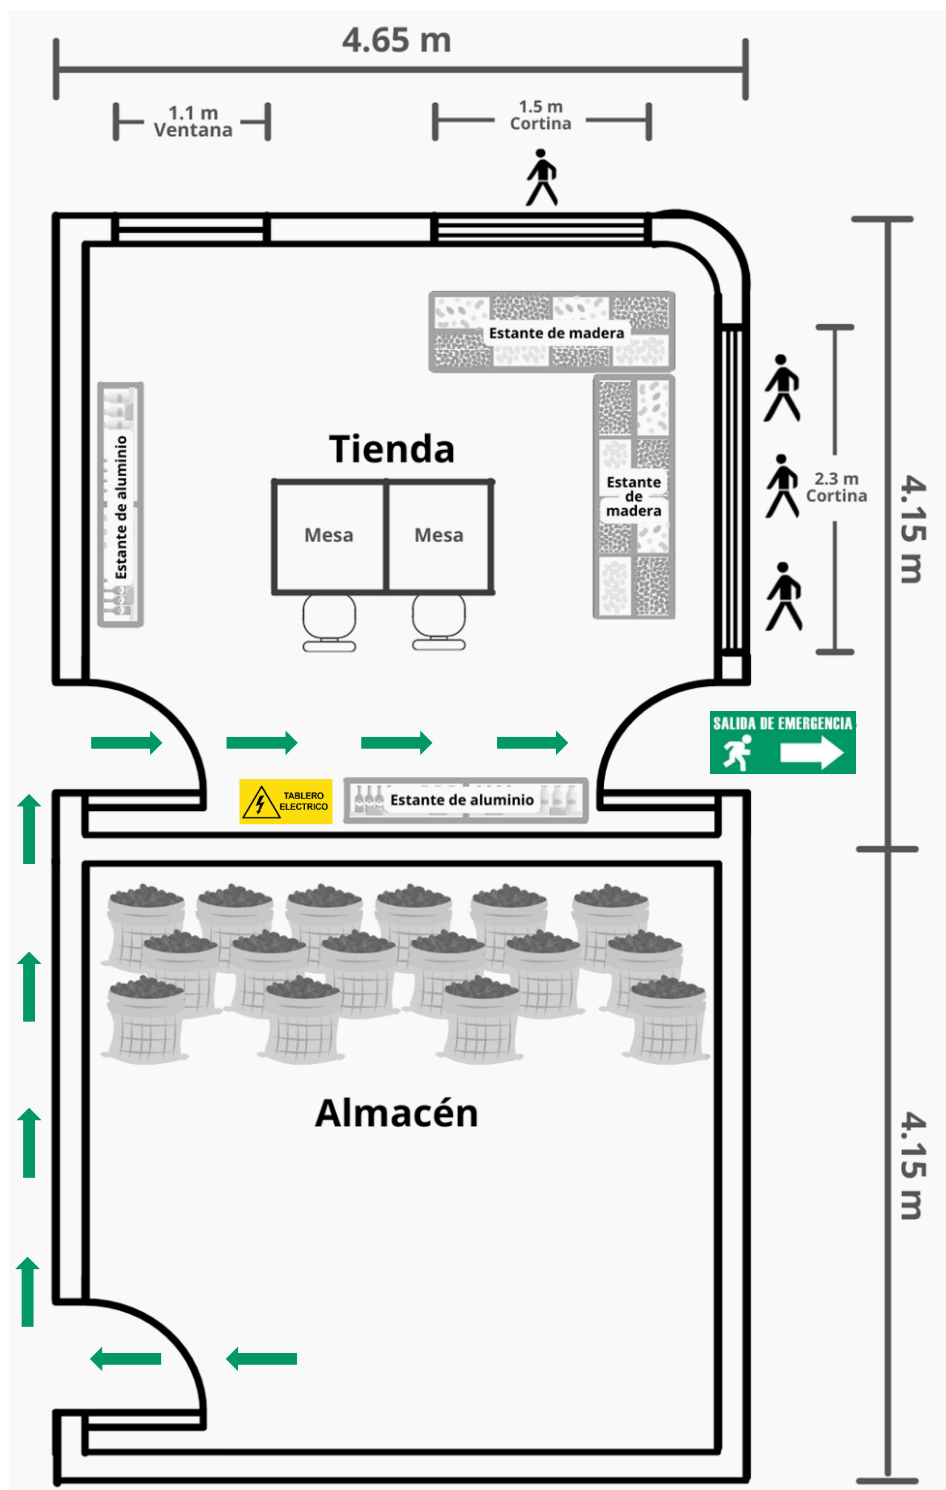 4.65 m
1.1 m
Ventana
1.5 m
Cortina
Estante de madera
Estante de aluminio
Tienda
Estante
de
madera
Mesa
Mesa
2.3 m
Cortina
4.15 m
SALIDA DE EMERGENCIA
TABLERO
ELECTRICO
Estante de aluminio
Almacén
4.15 m